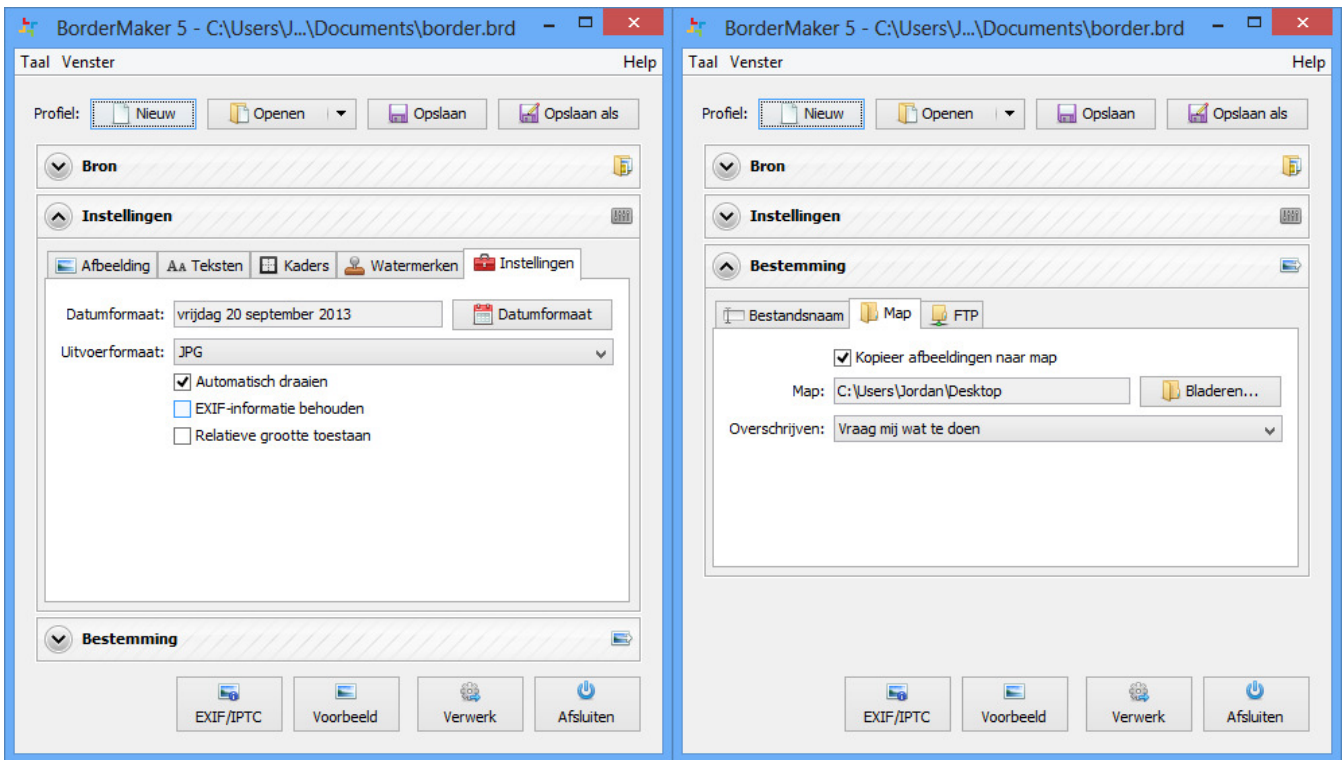 BorderMaker 5 - C:\Users\J...\Documents\border.brd
Taal Venster Help
Profiel: Nieuw Openen Opslaan Opslaan als
Bron
Instellingen
Afbeelding AA Teksten Kaders Watermerken Instellingen
Datumformaat: vrijdag 20 september 2013 Datumformaat
Uitvoerformaat: JPG
Automatisch draaien
EXIF-informatie behouden
Relatieve grootte toestaan
Bestemming
EXIF/IPTC Voorbeeld Verwerk Afsluiten
BorderMaker 5 - C:\Users\J...\Documents\border.brd
Taal Venster Help
Profiel: Nieuw Openen Opslaan Opslaan als
Bron
Instellingen
Bestemming
Bestandsnaam Map FTP
Kopieer afbeeldingen naar map
Map: C:\Users\Jordan\Desktop Bladeren...
Overschrijven: Vraag mij wat te doen
EXIF/IPTC Voorbeeld Verwerk Afsluiten